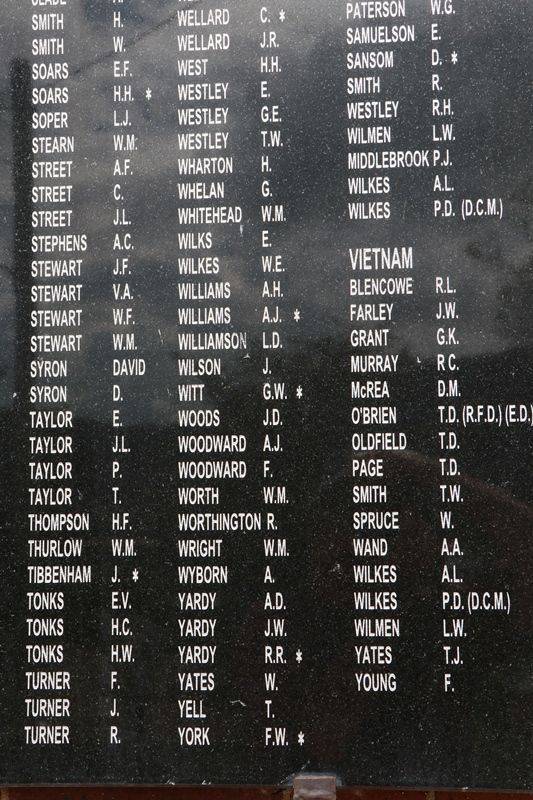 SMITH H.
SMITH W.
SOARS E.F.
SOARS H.H. *
SOPER L.J.
STEARN W.M.
STREET A.F.
STREET C.
STREET J.L.
STEPHENS A.C.
STEWART J.F.
STEWART V.A.
STEWART W.F.
STEWART W.M.
SYRON DAVID
SYRON D.
TAYLOR E.
TAYLOR J.L.
TAYLOR P.
TAYLOR T.
THOMPSON H.F.
THURLOW W.M.
TIBBENHAM J. *
TONKS E.V.
TONKS H.C.
TONKS H.W.
TURNER F.
TURNER J.
TURNER R.
WELLARD C. *
WELLARD J.R.
WEST H.H.
WESTLEY E.
WESTLEY G.E.
WESTLEY T.W.
WHARTON H.
WHELAN G.
WHITEHEAD W.M.
WILKS E.
WILKES W.E.
WILLIAMS A.H.
WILLIAMS A.J. *
WILLIAMSON L.D.
WILSON J.
WITT G.W. *
WOODS J.D.
WOODWARD A.J.
WOODWARD F.
WORTH W.M.
WORTHINGTON R.
WRIGHT W.M.
WYBORN A.
YARDY A.D.
YARDY J.W.
YARDY R.R. *
YATES W.
YELL T.
YORK F.W. *
PATERSON W.G.
SAMUELSON E.
SANSOM D. *
SMITH R.
WESTLEY R.H.
WILMEN L.W.
MIDDLEBROOK P.J.
WILKES A.L.
WILKES P.D. (D.C.M.)
VIETNAM
BLENCOWE R.L.
FARLEY J.W.
GRANT G.K.
MURRAY R C.
McREA D.M.
O'BRIEN T.D. (R.F.D.) (E.D.)
OLDFIELD T.D.
PAGE T.D.
SMITH T.W.
SPRUCE W.
WAND A.A.
WILKES A.L.
WILKES P.D. (D.C.M.)
WILMEN L.W.
YATES T.J.
YOUNG F.